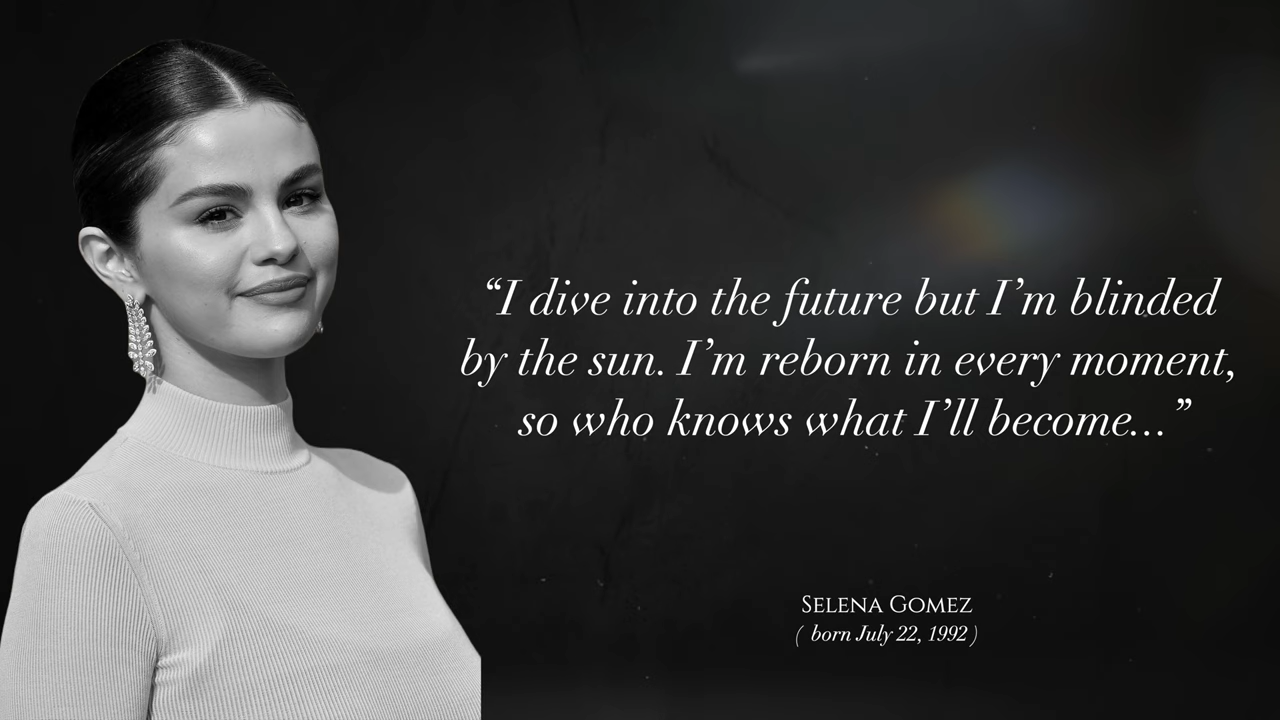 “I dive into the future but I’m blinded
by the sun. I’m reborn in every moment,
so who knows what I’ll become...”
Selena Gomez
( born July 22, 1992 )